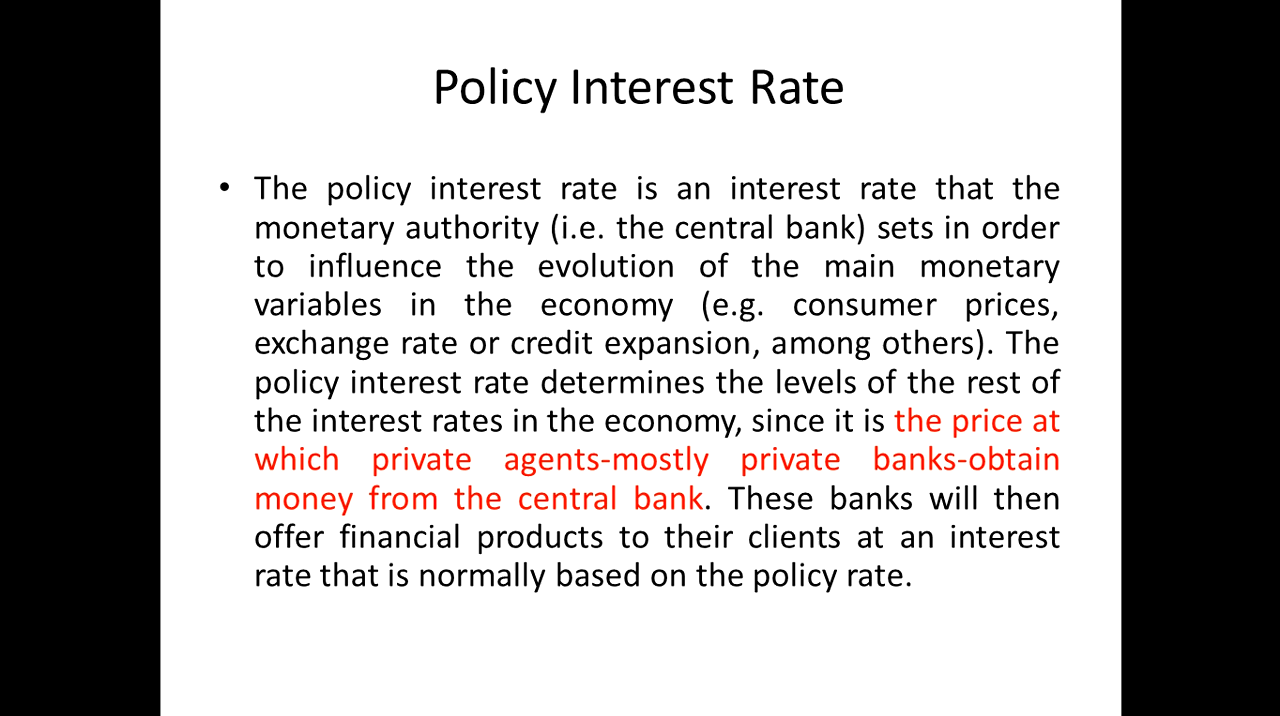 Policy Interest Rate
• The policy interest rate is an interest rate that the
monetary authority (i.e. the central bank) sets in order
to influence the evolution of the main monetary
variables in the economy (e.g. consumer prices,
exchange rate or credit expansion, among others). The
policy interest rate determines the levels of the rest of
the interest rates in the economy, since it is the price at
which private agents-mostly private banks-obtain
money from the central bank. These banks will then
offer financial products to their clients at an interest
rate that is normally based on the policy rate.